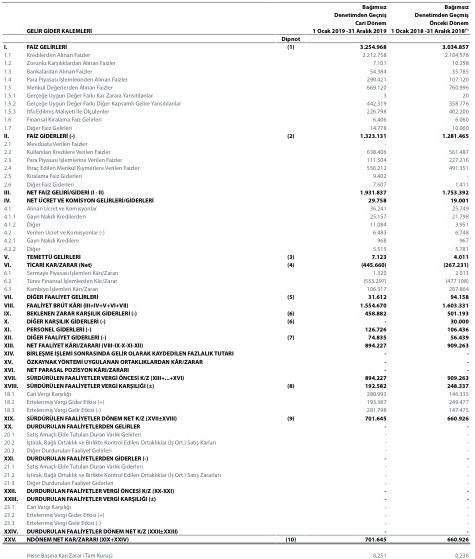 Bağımsız Bağımsız
Denetimden Geçmiş Denetimden Geçmiş
Cari Dönem Önceki Dönem
GELİR GİDER KALEMLERİ 1 Ocak 2019 -31 Aralık 2019 1 Ocak 2018 -31 Aralık 2018(*)
Dipnot
I. FAİZ GELİRLERİ (1) 3.254.968 3.034.857
1.1 Kredilerden Alınan Faizler 2.212.758 2.104.576
1.2 Zorunlu Karşılıklardan Alınan Faizler 7.101 10.258
1.3 Bankalardan Alınan Faizler 54.384 35.785
1.4 Para Piyasası İşlemlerinden Alınan Faizler 290.421 107.120
1.5 Menkul Değerlerden Alınan Faizler 669.120 760.996
1.5.1 Gerçeğe Uygun Değer Farkı Kar Zarara Yansıtılanlar 3 20
1.5.2 Gerçeğe Uygun Değer Farkı Diğer Kapsamlı Gelire Yansıtılanlar 442.319 358.776
1.5.3 İtfa Edilmiş Maliyeti İle Ölçülenler 226.798 402.200
1.6 Finansal Kiralama Faiz Gelirleri 6.406 6.060
1.7 Diğer Faiz Gelirleri 14.778 10.060
II. FAİZ GİDERLERİ (-) (2) 1.323.131 1.281.465
2.1 Mevduata Verilen Faizler - -
2.2 Kullanılan Kredilere Verilen Faizler 638.406 561.487
2.3 Para Piyasası İşlemlerine Verilen Faizler 111.504 227.216
2.4 İhraç Edilen Menkul Kıymetlere Verilen Faizler 556.212 491.351
2.5 Kiralama Faiz Giderleri 9.402 -
2.6 Diğer Faiz Giderleri 7.607 1.411
III. NET FAİZ GELİRİ/GİDERİ (I - II) 1.931.837 1.753.392
IV. NET ÜCRET VE KOMİSYON GELİRLERİ/GİDERLERİ 29.758 19.001
4.1 Alınan Ücret ve Komisyonlar 36.241 25.749
4.1.1 Gayri Nakdi Kredilerden 25.157 21.798
4.1.2 Diğer 11.084 3.951
4.2 Verilen Ücret ve Komisyonlar (-) 6.483 6.748
4.2.1 Gayri Nakdi Kredilere 968 967
4.2.2 Diğer 5.515 5.781
V. TEMETTÜ GELİRLERİ (3) 7.123 4.011
VI. TİCARİ KAR/ZARAR (Net) (4) (445.660) (267.231)
6.1 Sermaye Piyasası İşlemleri Kârı/Zararı 1.320 2.013
6.2 Türev Finansal İşlemlerden Kâr/Zarar (553.297) (477.108)
6.3 Kambiyo İşlemleri Kârı/Zararı 106.317 207.864
VII. DİĞER FAALİYET GELİRLERİ (5) 31.612 94.158
VIII. FAALİYET BRÜT KÂRI (III+IV+V+VI+VII) 1.554.670 1.603.331
IX. BEKLENEN ZARAR KARŞILIK GİDERLERİ (-) (6) 458.882 501.193
X. DİĞER KARŞILIK GİDERLERİ (-) (6) - 30.000
XI. PERSONEL GİDERLERİ (-) 126.726 106.436
XII. DİĞER FAALİYET GİDERLERİ (-) (7) 74.835 56.439
XIII. NET FAALİYET KÂRI/ZARARI (VIII-IX-X-XI-XII) 894.227 909.263
XIV. BİRLEŞME İŞLEMİ SONRASINDA GELİR OLARAK KAYDEDİLEN FAZLALIK TUTARI - -
XV. ÖZKAYNAK YÖNTEMİ UYGULANAN ORTAKLIKLARDAN KÂR/ZARAR - -
XVI. NET PARASAL POZİSYON KÂRI/ZARARI - -
XVII. SÜRDÜRÜLEN FAALİYETLER VERGİ ÖNCESİ K/Z (XIII+...+XVI) 894.227 909.263
XVIII. SÜRDÜRÜLEN FAALİYETLER VERGİ KARŞILIĞI (±) (8) 192.582 248.337
18.1 Cari Vergi Karşılığı 280.993 146.335
18.2 Ertelenmiş Vergi Gider Etkisi (+) 193.387 249.477
18.3 Ertelenmiş Vergi Gelir Etkisi (-) 281.798 147.475
XIX. SÜRDÜRÜLEN FAALİYETLER DÖNEM NET K/Z (XVII±XVIII) (9) 701.645 660.926
XX. DURDURULAN FAALİYETLERDEN GELİRLER - -
20.1 Satış Amaçlı Elde Tutulan Duran Varlık Gelirleri - -
20.2 İştirak, Bağlı Ortaklık ve Birlikte Kontrol Edilen Ortaklıklar (İş Ort.) Satış Karları - -
20.3 Diğer Durdurulan Faaliyet Gelirleri - -
XXI. DURDURULAN FAALİYETLERDEN GİDERLER (-) - -
21.1 Satış Amaçlı Elde Tutulan Duran Varlık Giderleri - -
21.2 İştirak, Bağlı Ortaklık ve Birlikte Kontrol Edilen Ortaklıklar (İş Ort.) Satış Zararları - -
21.3 Diğer Durdurulan Faaliyet Giderleri - -
XXII. DURDURULAN FAALİYETLER VERGİ ÖNCESİ K/Z (XX-XXI) - -
XXIII. DURDURULAN FAALİYETLER VERGİ KARŞILIĞI (±) - -
23.1 Cari Vergi Karşılığı - -
23.2 Ertelenmiş Vergi Gider Etkisi (+) - -
23.3 Ertelenmiş Vergi Gelir Etkisi (-) - -
XXIV. DURDURULAN FAALİYETLER DÖNEM NET K/Z (XXII±XXIII) - -
XXV. NDÖNEM NET KAR/ZARARI (XIX+XXIV) (10) 701.645 660.926
Hisse Başına Kar/Zarar (Tam Kuruş) 0,251 0,236